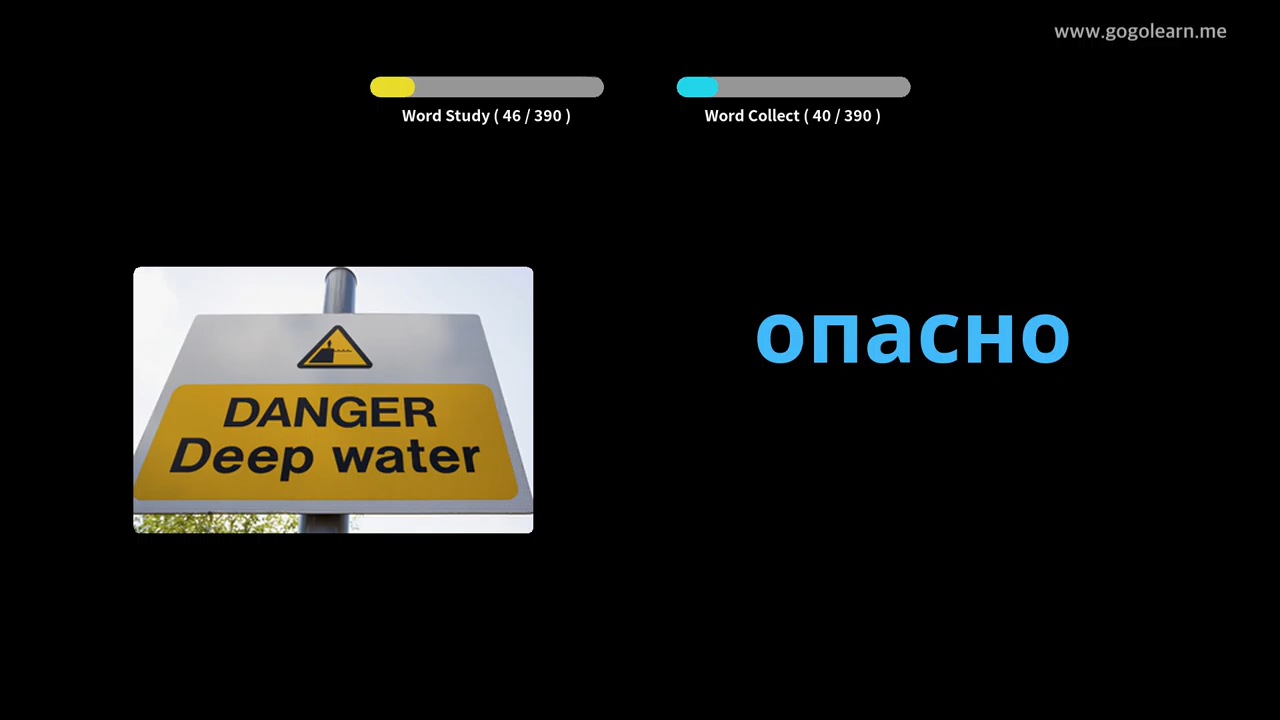 www.gogolearn.me
Word Study ( 46 / 390 )
Word Collect ( 40 / 390 )
опасно
DANGER
Deep water